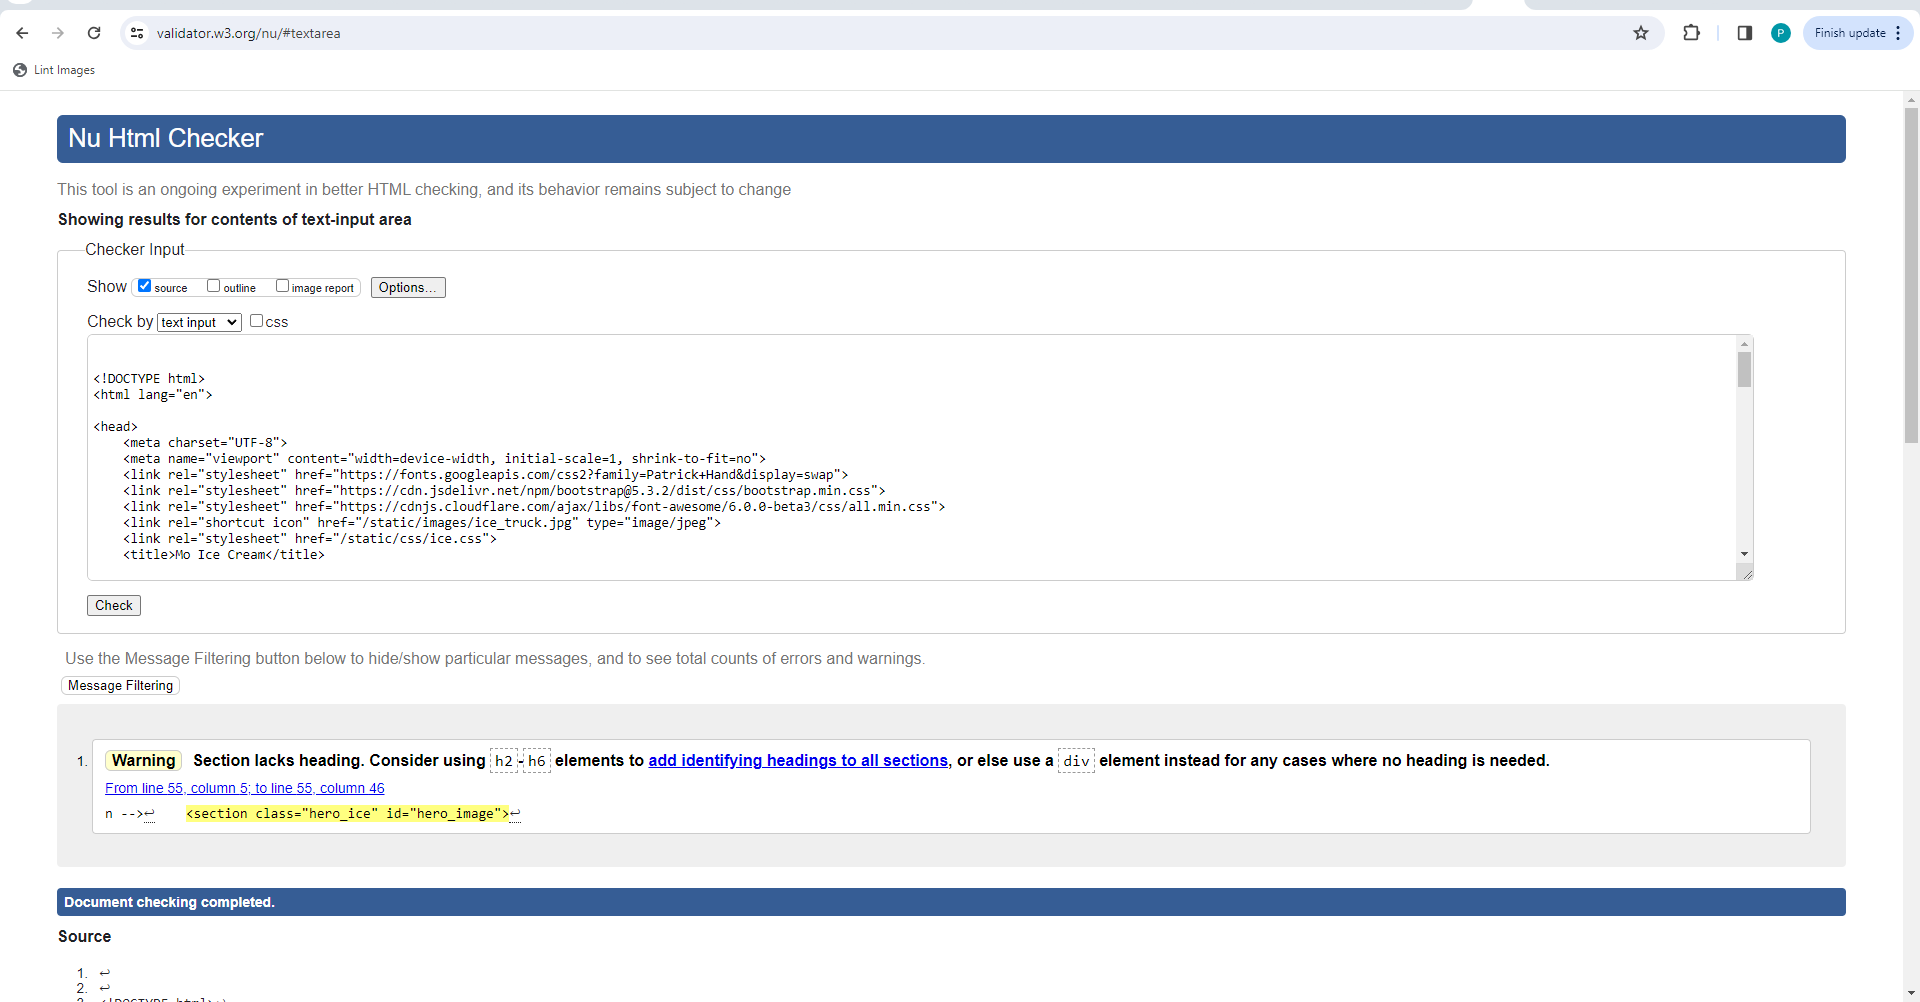 validator.w3.org/nu/#textarea
P
Finish update
Lint Images
Nu Html Checker
This tool is an ongoing experiment in better HTML checking, and its behavior remains subject to change
Showing results for contents of text-input area
Checker Input
Show source outline image report Options...
Check by text input css
<!DOCTYPE html>
<html lang="en">
<head>
<meta charset="UTF-8">
<meta name="viewport" content="width=device-width, initial-scale=1, shrink-to-fit=no">
<link rel="stylesheet" href="https://fonts.googleapis.com/css2?family=Patrick+Hand&display=swap">
<link rel="stylesheet" href="https://cdn.jsdelivr.net/npm/bootstrap@5.3.2/dist/css/bootstrap.min.css">
<link rel="stylesheet" href="https://cdnjs.cloudflare.com/ajax/libs/font-awesome/6.0.0-beta3/css/all.min.css">
<link rel="shortcut icon" href="/static/images/ice_truck.jpg" type="image/jpeg">
<link rel="stylesheet" href="/static/css/ice.css">
<title>Mo Ice Cream</title>
Check
Use the Message Filtering button below to hide/show particular messages, and to see total counts of errors and warnings.
Message Filtering
1. Warning Section lacks heading. Consider using h2-h6 elements to add identifying headings to all sections, or else use a div element instead for any cases where no heading is needed.
From line 55, column 5; to line 55, column 46
n -->↩ <section class="hero_ice" id="hero_image">↩
Document checking completed.
Source
1. ↩
2. ↩
3. <!DOCTYPE html>↩